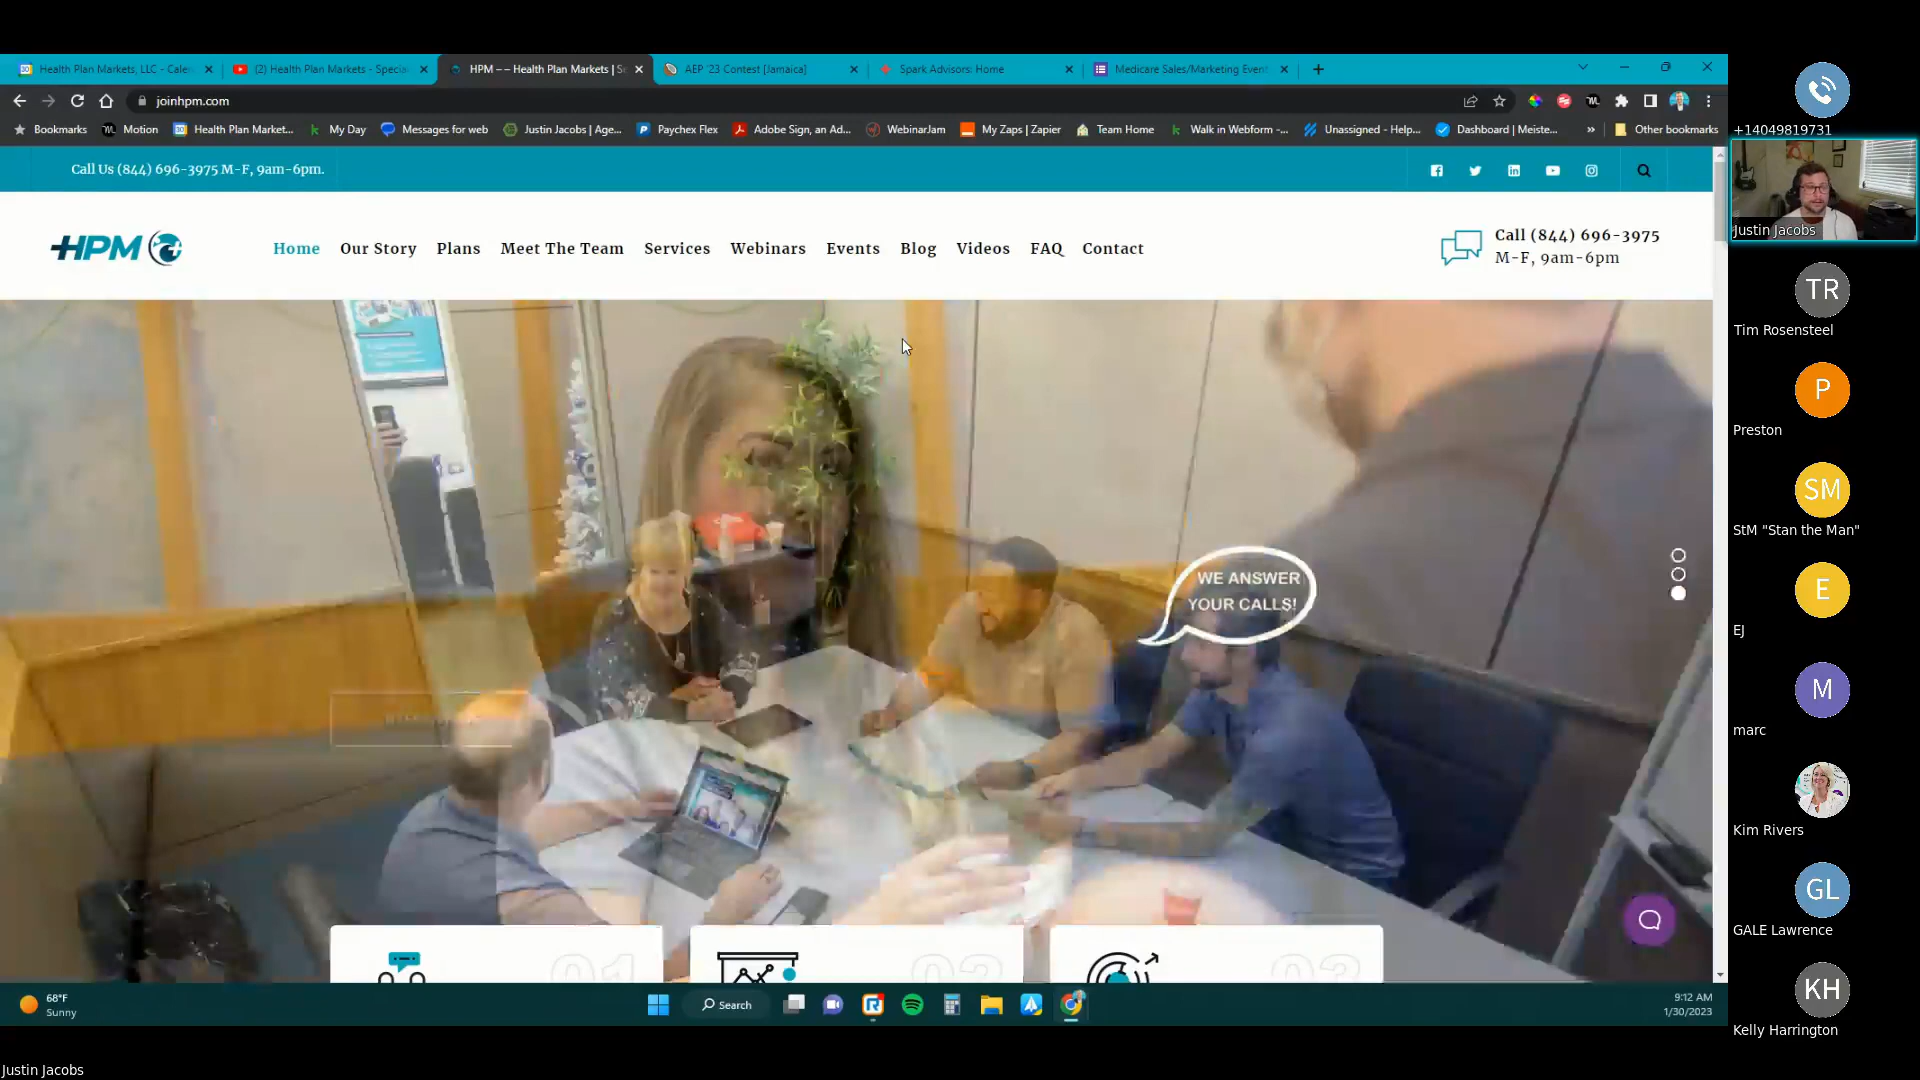 Health Plan Markets, LLC - Cale
(2) Health Plan Markets - Specia
HPM – – Health Plan Markets | S
AEP '23 Contest [Jamaica]
Spark Advisors: Home
Medicare Sales/Marketing Even
joinhpm.com
Bookmarks
Motion
Health Plan Market...
My Day
Messages for web
Justin Jacobs | Age...
Paychex Flex
Adobe Sign, an Ad...
WebinarJam
My Zaps | Zapier
Team Home
Walk in Webform -...
Unassigned - Help...
Dashboard | Meiste...
Other bookmarks
Call Us (844) 696-3975 M-F, 9am-6pm.
HPM
Home
Our Story
Plans
Meet The Team
Services
Webinars
Events
Blog
Videos
FAQ
Contact
Call (844) 696-3975
M-F, 9am-6pm
WE ANSWER
YOUR CALLS!
01
02
03
68°F
Sunny
Search
9:12 AM
1/30/2023
+14049819731
Justin Jacobs
TR
Tim Rosensteel
P
Preston
SM
StM "Stan the Man"
E
EJ
M
marc
Kim Rivers
GL
GALE Lawrence
KH
Kelly Harrington
Justin Jacobs